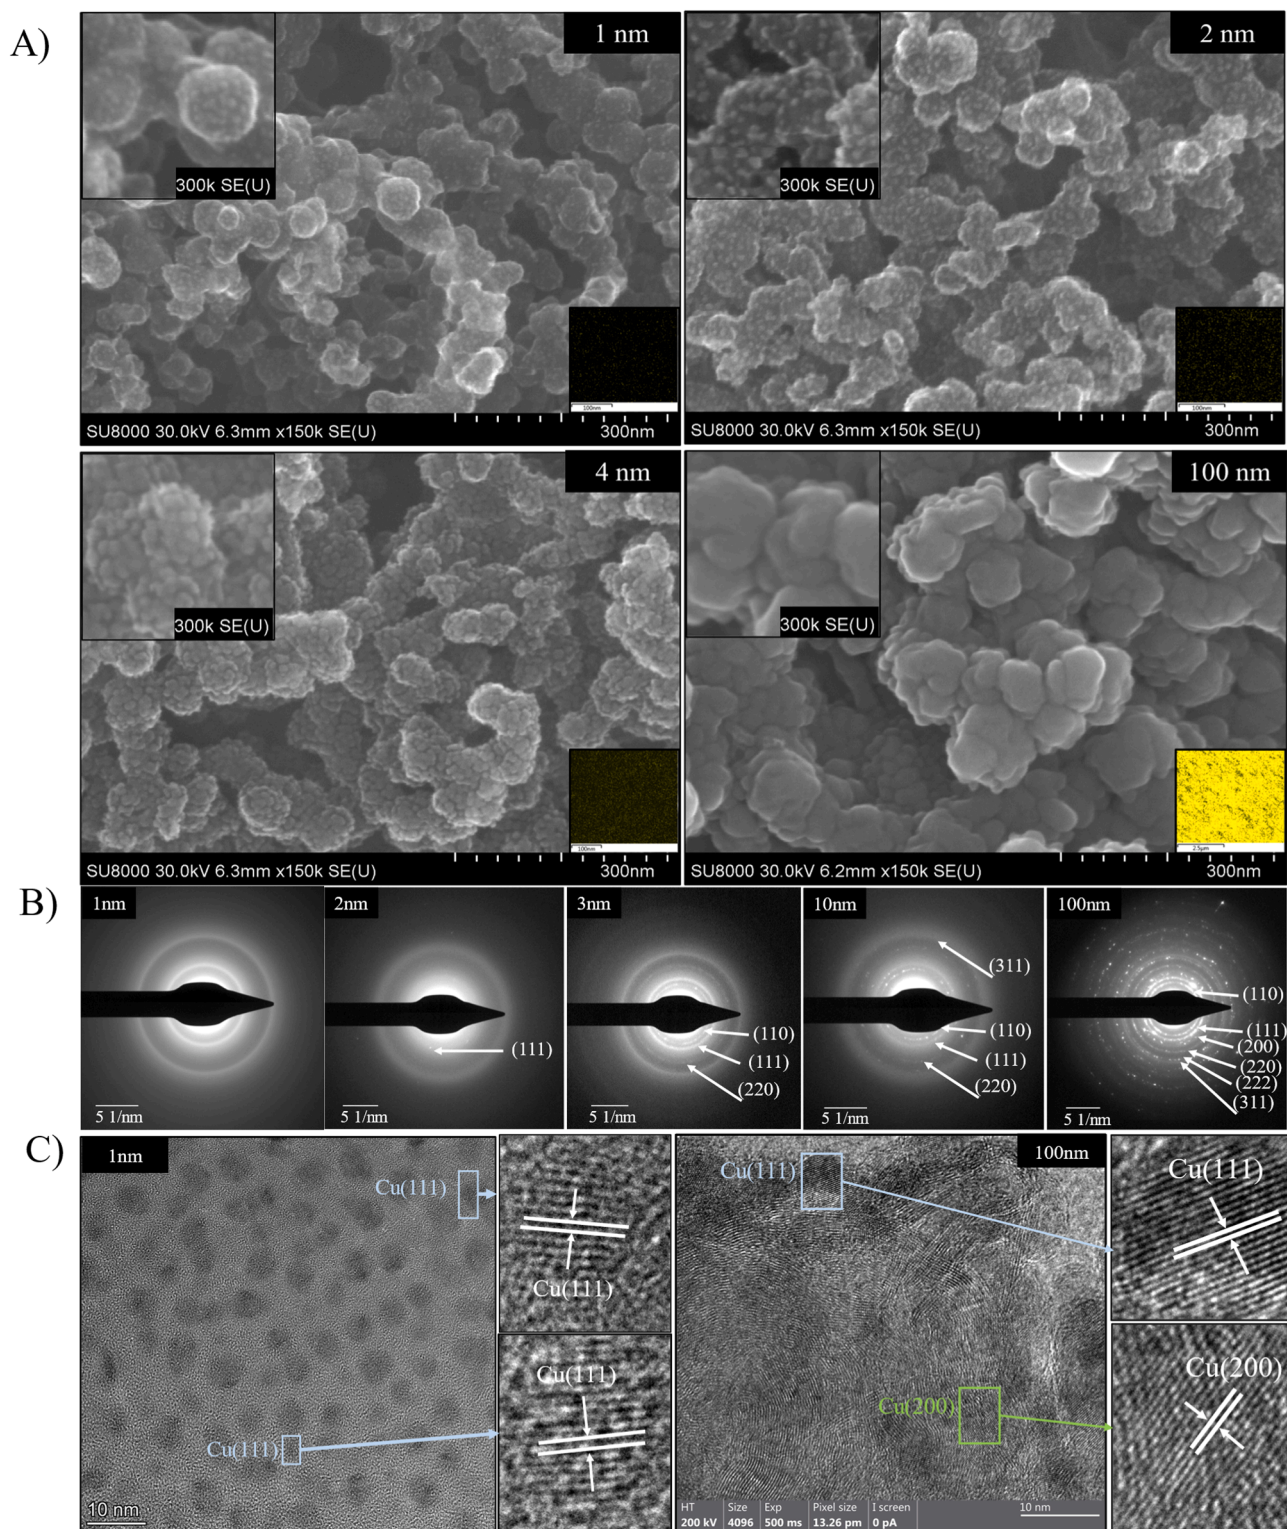 A)
1 nm
300k SE(U)
100nm
SU8000 30.0kV 6.3mm x150k SE(U)
300nm
2 nm
300k SE(U)
100nm
SU8000 30.0kV 6.3mm x150k SE(U)
300nm
4 nm
300k SE(U)
100nm
SU8000 30.0kV 6.3mm x150k SE(U)
300nm
100 nm
300k SE(U)
2.5µm
SU8000 30.0kV 6.2mm x150k SE(U)
300nm
B)
1nm
5 1/nm
2nm
(111)
5 1/nm
3nm
(110)
(111)
(220)
5 1/nm
10nm
(311)
(110)
(111)
(220)
5 1/nm
100nm
(110)
(111)
(200)
(220)
(222)
(311)
5 1/nm
C)
1nm
Cu(111)
Cu(111)
10 nm
Cu(111)
Cu(111)
100nm
Cu(111)
Cu(200)
HT Size Exp Pixel size I screen
200 kV 4096 500 ms 13.26 pm 0 pA
10 nm
Cu(111)
Cu(200)